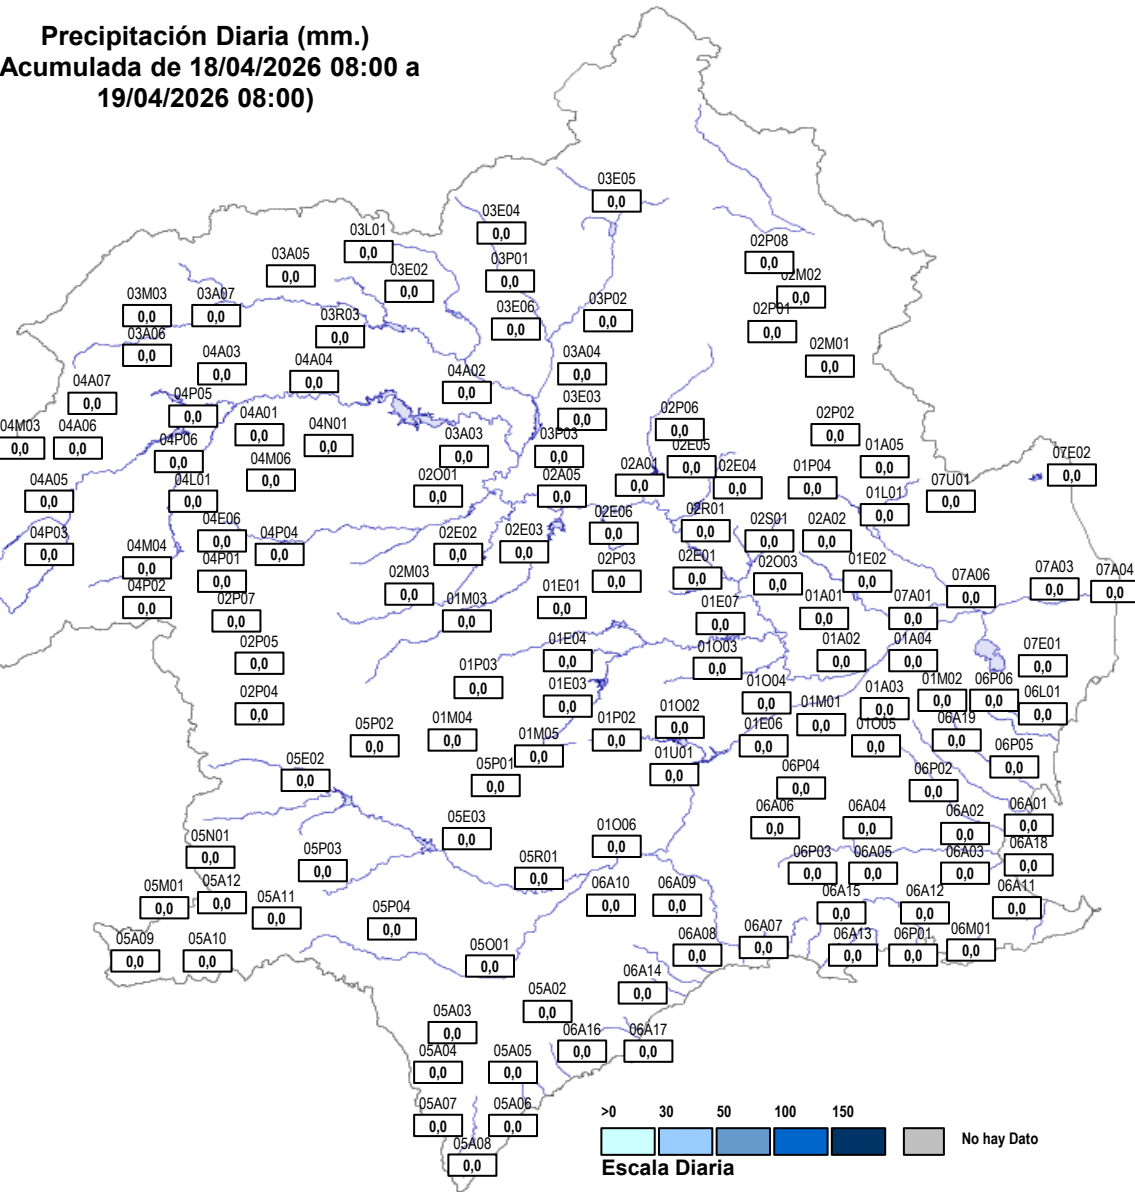 Precipitación Diaria (mm.)
Acumulada de 18/04/2026 08:00 a
19/04/2026 08:00)
03E05
0,0
03E04
0,0
03L01
0,0
02P08
0,0
03A05
0,0
03P01
0,0
03E02
0,0
02M02
0,0
03M03
0,0
03A07
0,0
03P02
0,0
03E06
0,0
03R03
0,0
02P01
0,0
03A06
0,0
04A03
0,0
03A04
0,0
02M01
0,0
04A04
0,0
04A02
0,0
04A07
0,0
04P05
0,0
03E03
0,0
02P06
0,0
04A01
0,0
02P02
0,0
04M03
0,0
04A06
0,0
04N01
0,0
03A03
0,0
03P03
0,0
04P06
0,0
02E05
0,0
01A05
0,0
07E02
0,0
04M06
0,0
02A01
0,0
02E04
0,0
01P04
0,0
04A05
0,0
04L01
0,0
02O01
0,0
02A05
0,0
07U01
0,0
01L01
0,0
02R01
0,0
02E06
0,0
04E06
0,0
02S01
0,0
02A02
0,0
04P03
0,0
04P04
0,0
02E02
0,0
02E03
0,0
04M04
0,0
04P01
0,0
02P03
0,0
02E01
0,0
02O03
0,0
01E02
0,0
07A03
0,0
07A04
0,0
02M03
0,0
07A06
0,0
04P02
0,0
01E01
0,0
02P07
0,0
01M03
0,0
01E07
0,0
01A01
0,0
07A01
0,0
02P05
0,0
01E04
0,0
01O03
0,0
01A02
0,0
01A04
0,0
07E01
0,0
01P03
0,0
01E03
0,0
01O04
0,0
01A03
0,0
01M02
0,0
06P06
0,0
06L01
0,0
02P04
0,0
01O02
0,0
01M01
0,0
05P02
0,0
01M04
0,0
01P02
0,0
01E06
0,0
01O05
0,0
06A19
0,0
01M05
0,0
06P05
0,0
05E02
0,0
05P01
0,0
01U01
0,0
06P04
0,0
06P02
0,0
06A06
0,0
06A04
0,0
06A02
0,0
06A01
0,0
05E03
0,0
01O06
0,0
05N01
0,0
05P03
0,0
05R01
0,0
06P03
0,0
06A05
0,0
06A03
0,0
06A18
0,0
05M01
0,0
05A12
0,0
05A11
0,0
06A10
0,0
06A09
0,0
06A15
0,0
06A12
0,0
06A11
0,0
05P04
0,0
05A09
0,0
05A10
0,0
05O01
0,0
06A08
0,0
06A07
0,0
06A13
0,0
06P01
0,0
06M01
0,0
06A14
0,0
05A02
0,0
05A03
0,0
06A16
0,0
06A17
0,0
05A04
0,0
05A05
0,0
05A07
0,0
05A06
0,0
05A08
0,0
>0 30 50 100 150
No hay Dato
Escala Diaria